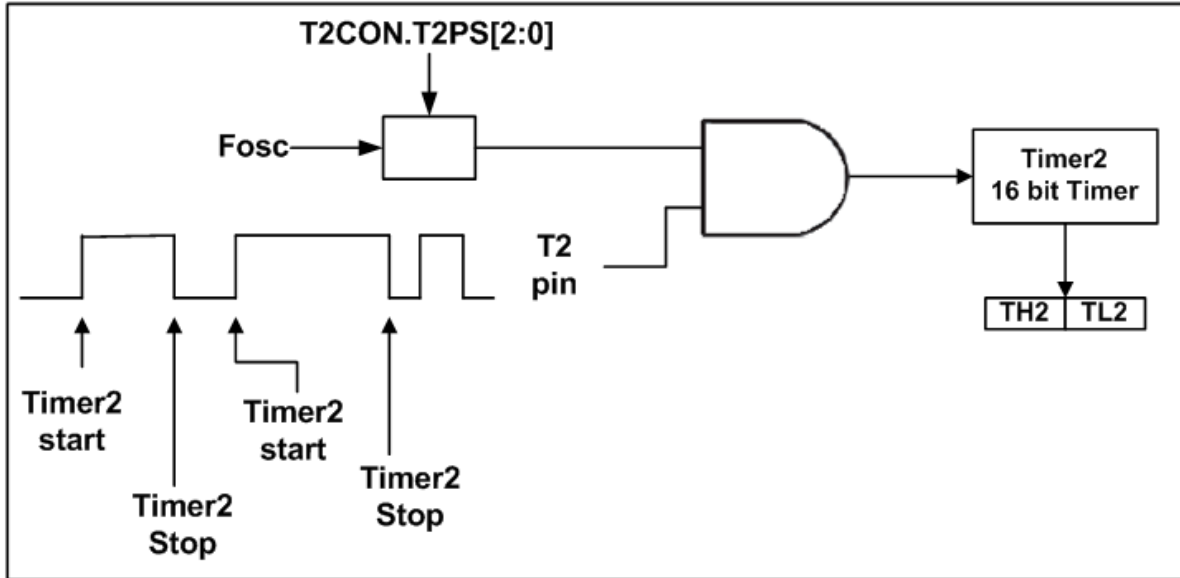 T2CON.T2PS[2:0]
Fosc
Timer2
16 bit Timer
T2
pin
TH2 TL2
Timer2
start
Timer2
Stop
Timer2
start
Timer2
Stop